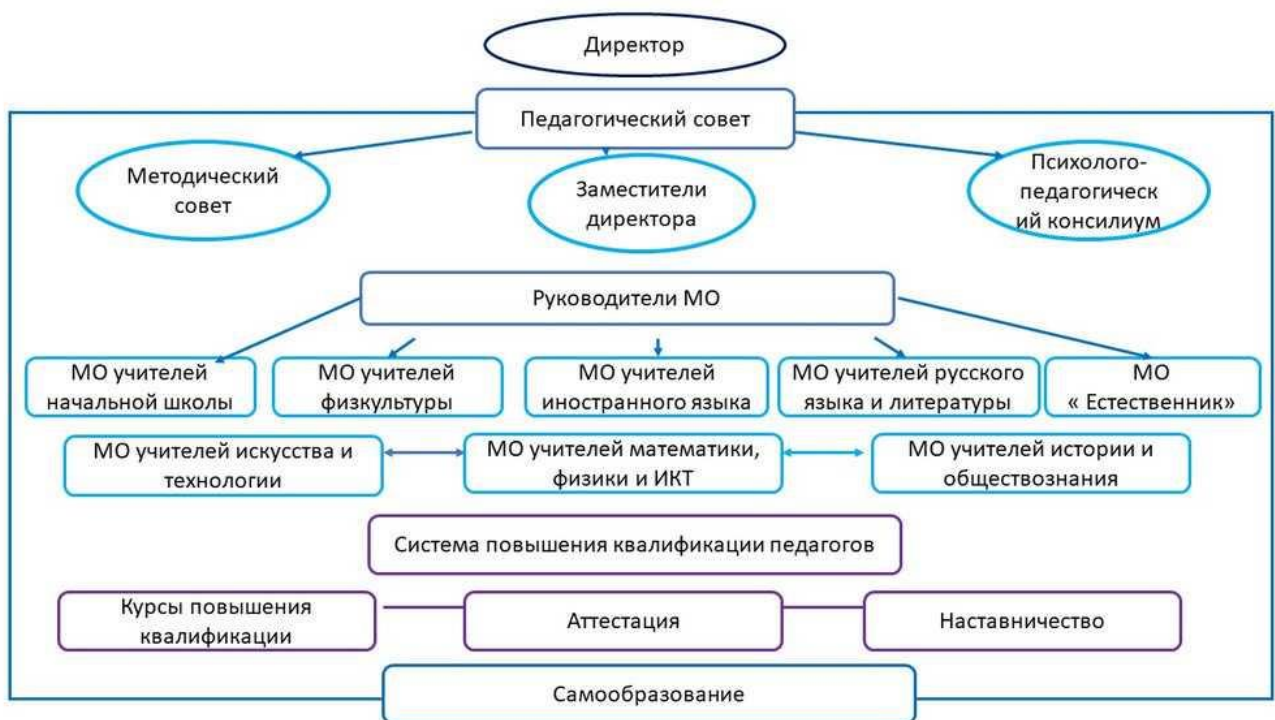 Директор
Педагогический совет
Методический
совет
Заместители
директора
Психолого-
педагогическ
ий консилиум
Руководители МО
МО учителей
начальной школы
МО учителей
физкультуры
МО учителей
иностранного языка
МО учителей русского
языка и литературы
МО
« Естественник»
МО учителей искусства и
технологии
МО учителей математики,
физики и ИКТ
МО учителей истории и
обществознания
Система повышения квалификации педагогов
Курсы повышения
квалификации
Аттестация
Наставничество
Самообразование